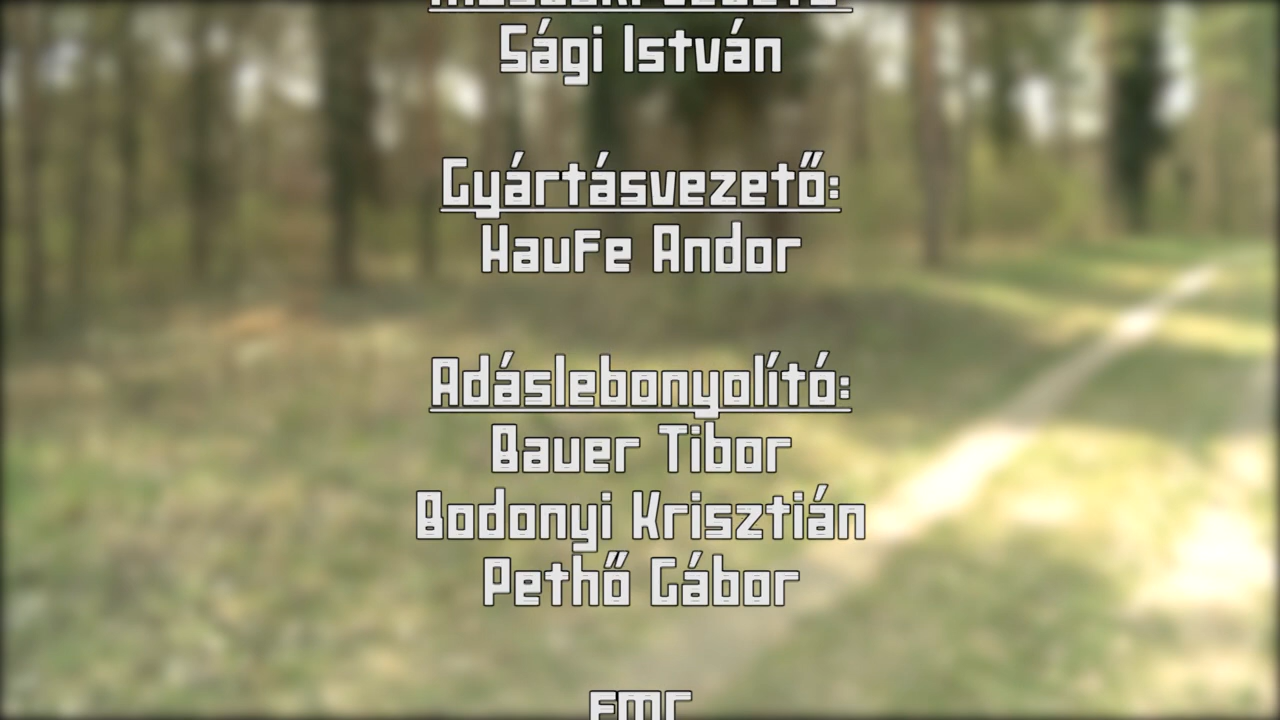 Sági István
Gyártásvezető:
Haufe Andor
Adáslebonyolító:
Bauer Tibor
Bodonyi Krisztián
Pethő Gábor